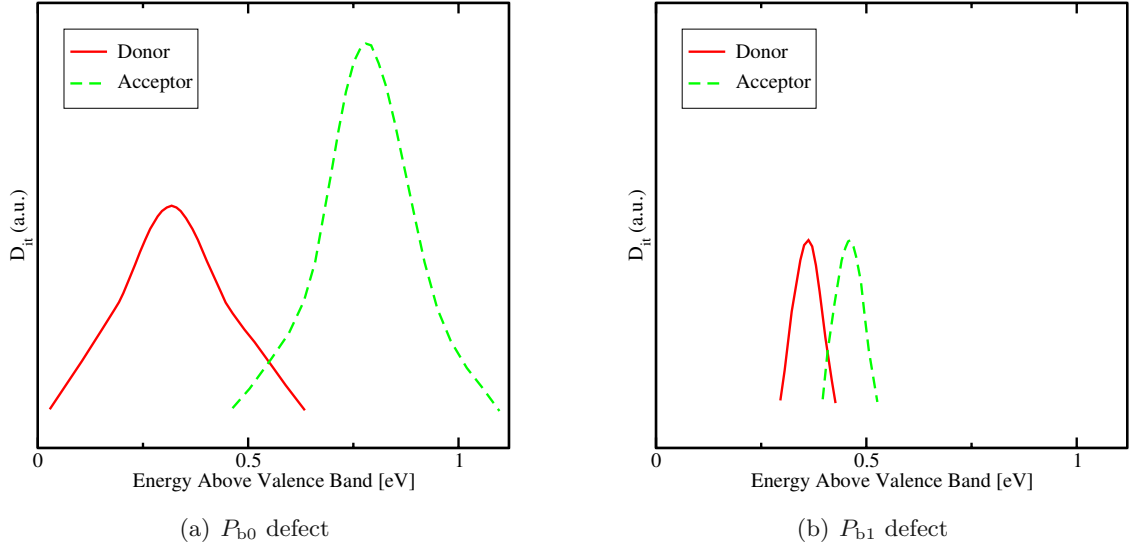 Donor
Acceptor
D_it (a.u.)
0
0.5
1
Energy Above Valence Band [eV]
(a) P_b0 defect
Donor
Acceptor
D_it (a.u.)
0
0.5
1
Energy Above Valence Band [eV]
(b) P_b1 defect